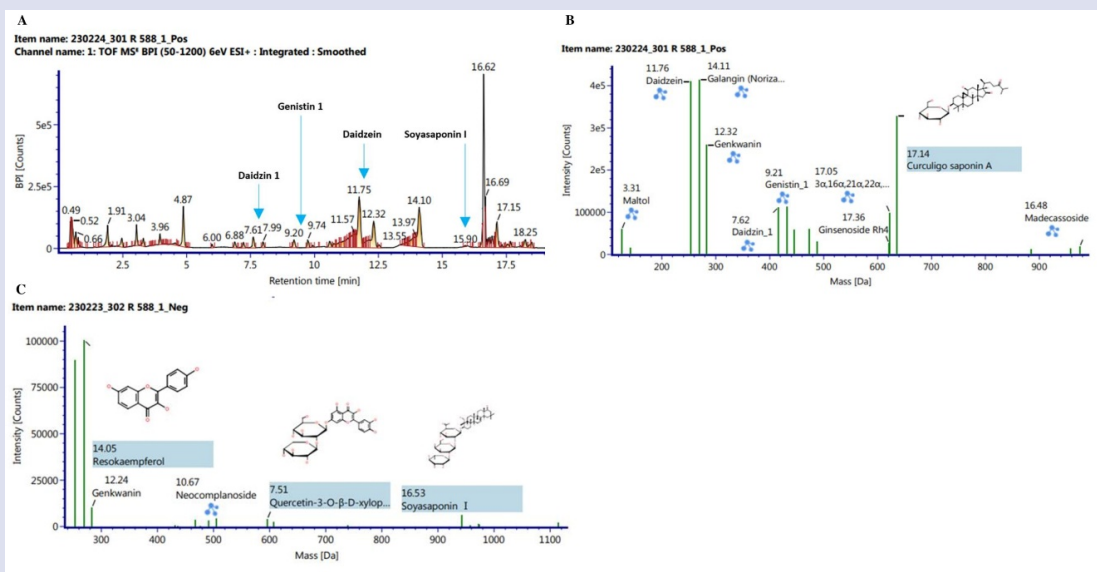 A
Item name: 230224_301 R 588_1_Pos
Channel name: 1: TOF MSᴱ BPI (50-1200) 6eV ESI+ : Integrated : Smoothed
BPI [Counts]
5e5
2.5e5
0
0.49
0.52
0.66
1.91
3.04
3.96
4.87
6.00
6.88
7.61
7.99
9.20
9.74
11.57
11.75
12.32
13.55
13.97
14.10
15.90
16.62
16.69
17.15
18.25
Daidzin 1
Genistin 1
Daidzein
Soyasaponin I
2.5
5
7.5
10
12.5
15
17.5
Retention time [min]
B
Item name: 230224_301 R 588_1_Pos
Intensity [Counts]
4e5
3e5
2e5
100000
0
3.31
Maltol
11.76
Daidzein
14.11
Galangin (Noriza...
12.32
Genkwanin
7.62
Daidzin_1
9.21
Genistin_1
17.05
3α,16α,21α,22α,...
17.36
Ginsenoside Rh4
17.14
Curculigo saponin A
16.48
Madecassoside
200
300
400
500
600
700
800
900
Mass [Da]
C
Item name: 230223_302 R 588_1_Neg
Intensity [Counts]
100000
75000
50000
25000
0
14.05
Resokaempferol
12.24
Genkwanin
10.67
Neocomplanoside
7.51
Quercetin-3-O-β-D-xylop...
16.53
Soyasaponin I
300
400
500
600
700
800
900
1000
1100
Mass [Da]